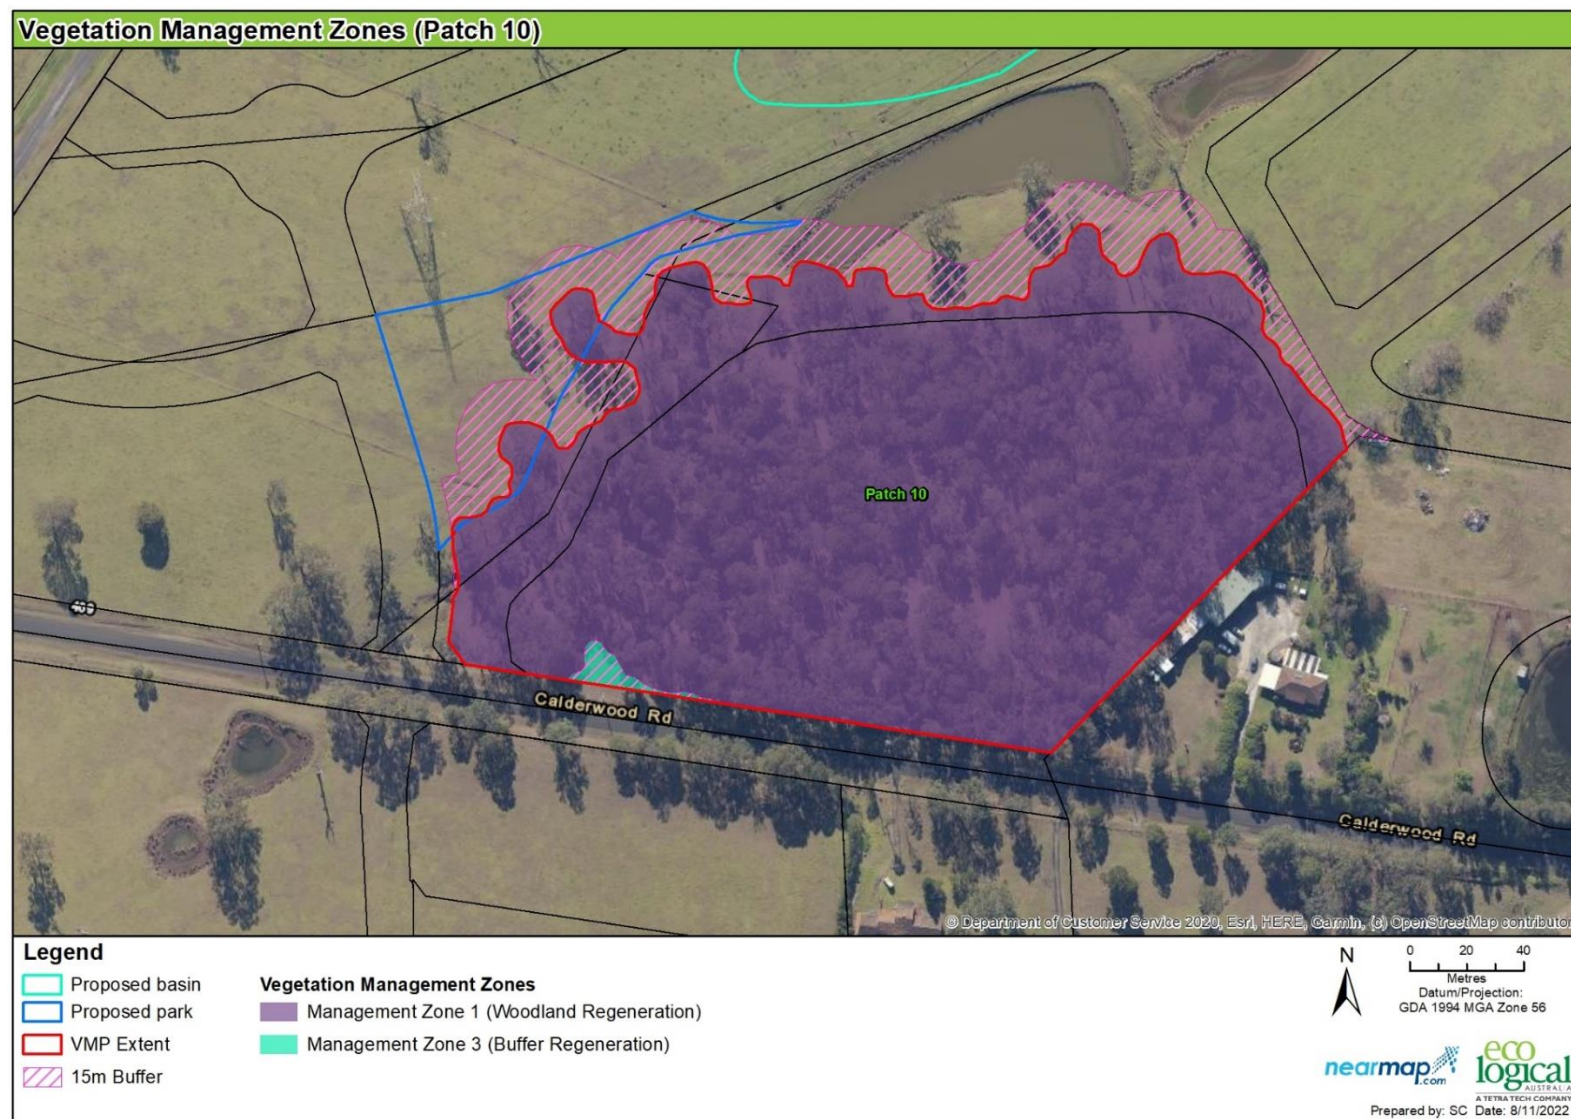 Vegetation Management Zones (Patch 10)
Patch 10
409
Calderwood Rd
Calderwood Rd
© Department of Customer Service 2020, Esri, HERE, Garmin, (c) OpenStreetMap contributor
Legend
Proposed basin
Proposed park
VMP Extent
15m Buffer
Vegetation Management Zones
Management Zone 1 (Woodland Regeneration)
Management Zone 3 (Buffer Regeneration)
N
0 20 40
Metres
Datum/Projection:
GDA 1994 MGA Zone 56
nearmap
.com
eco
logical
AUSTRALIA
A TETRA TECH COMPANY
Prepared by: SC Date: 8/11/2022